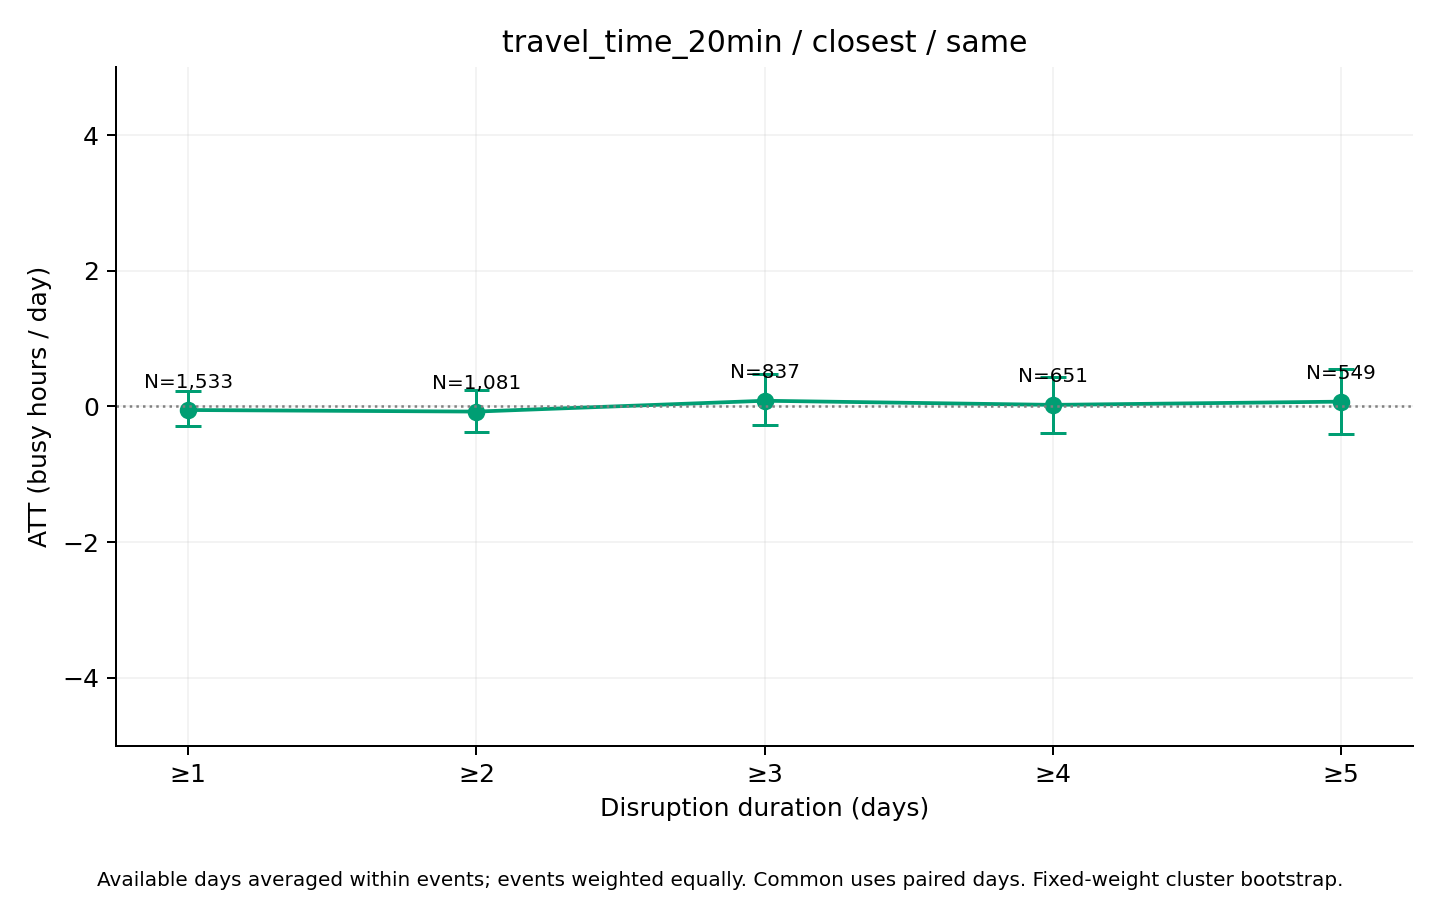 travel_time_20min / closest / same
ATT (busy hours / day)
4
2
0
−2
−4
N=1,533
N=1,081
N=837
N=651
N=549
≥1
≥2
≥3
≥4
≥5
Disruption duration (days)
Available days averaged within events; events weighted equally. Common uses paired days. Fixed-weight cluster bootstrap.